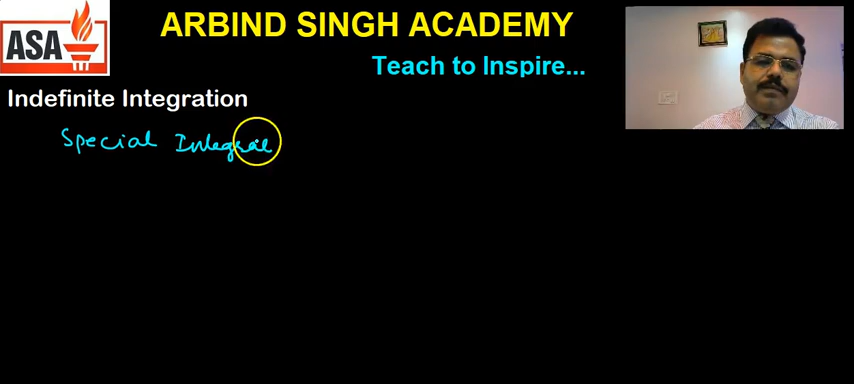 ASA
ARBIND SINGH ACADEMY
Teach to Inspire...
Indefinite Integration
Special Integral